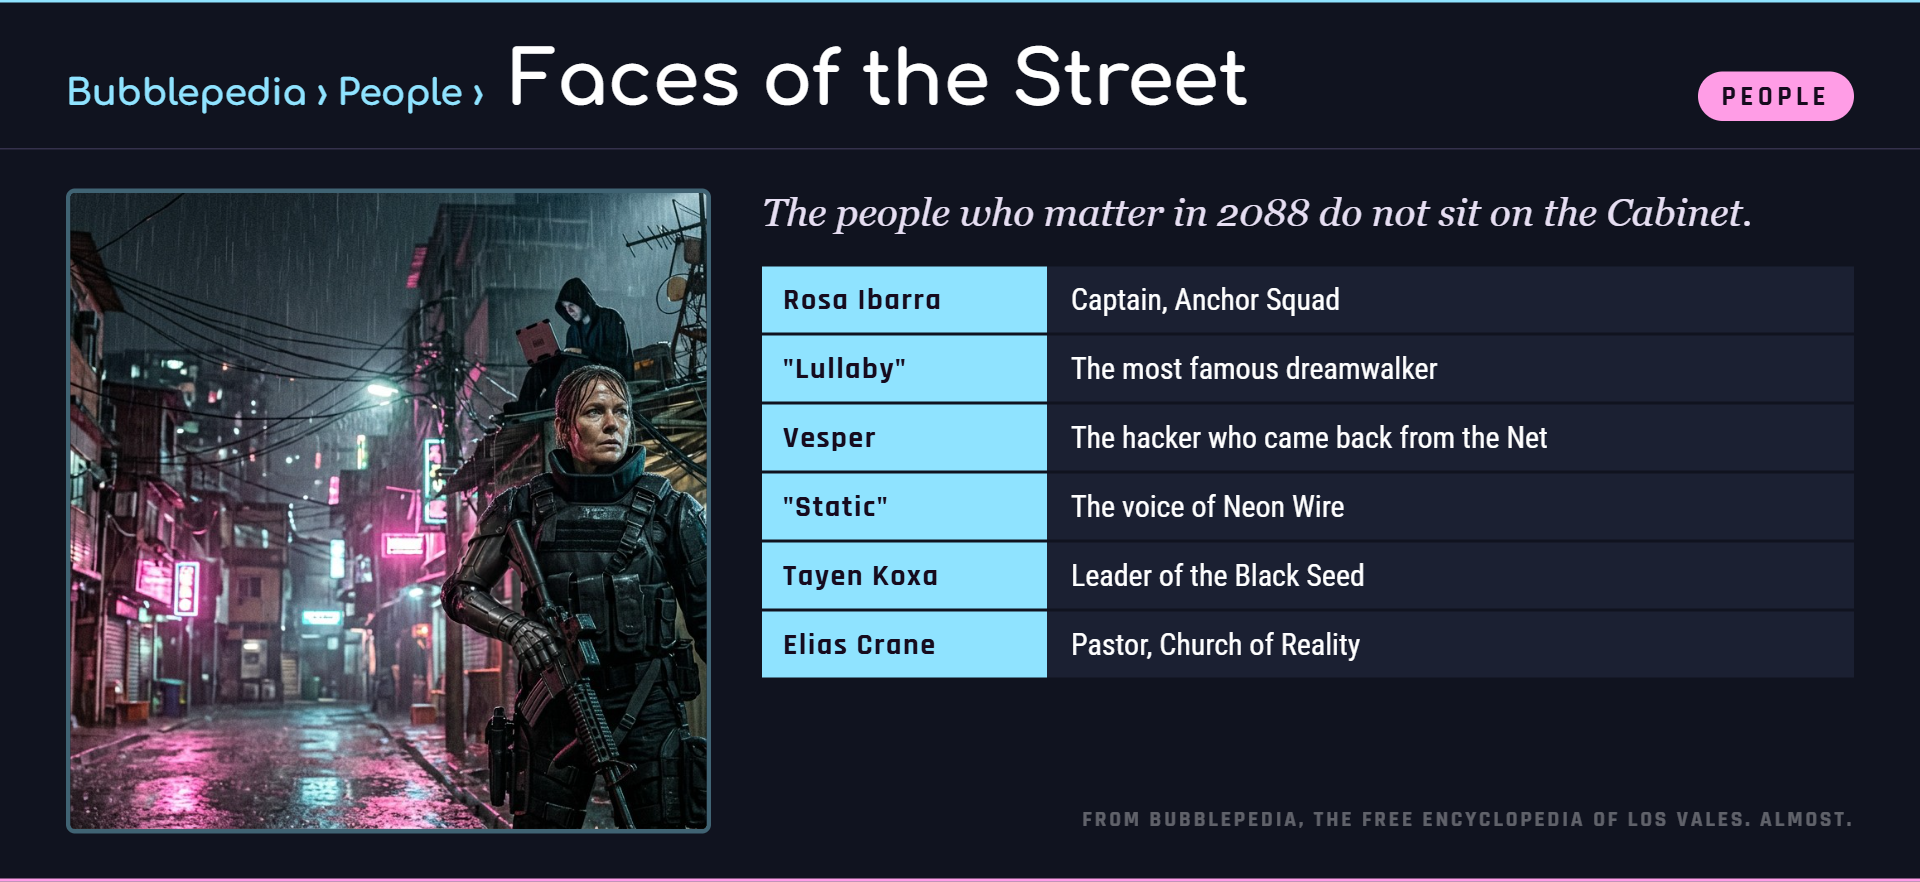 Bubblepedia › People › Faces of the Street
PEOPLE
The people who matter in 2088 do not sit on the Cabinet.
Rosa Ibarra Captain, Anchor Squad
"Lullaby" The most famous dreamwalker
Vesper The hacker who came back from the Net
"Static" The voice of Neon Wire
Tayen Koxa Leader of the Black Seed
Elias Crane Pastor, Church of Reality
FROM BUBBLEPEDIA, THE FREE ENCYCLOPEDIA OF LOS VALES. ALMOST.